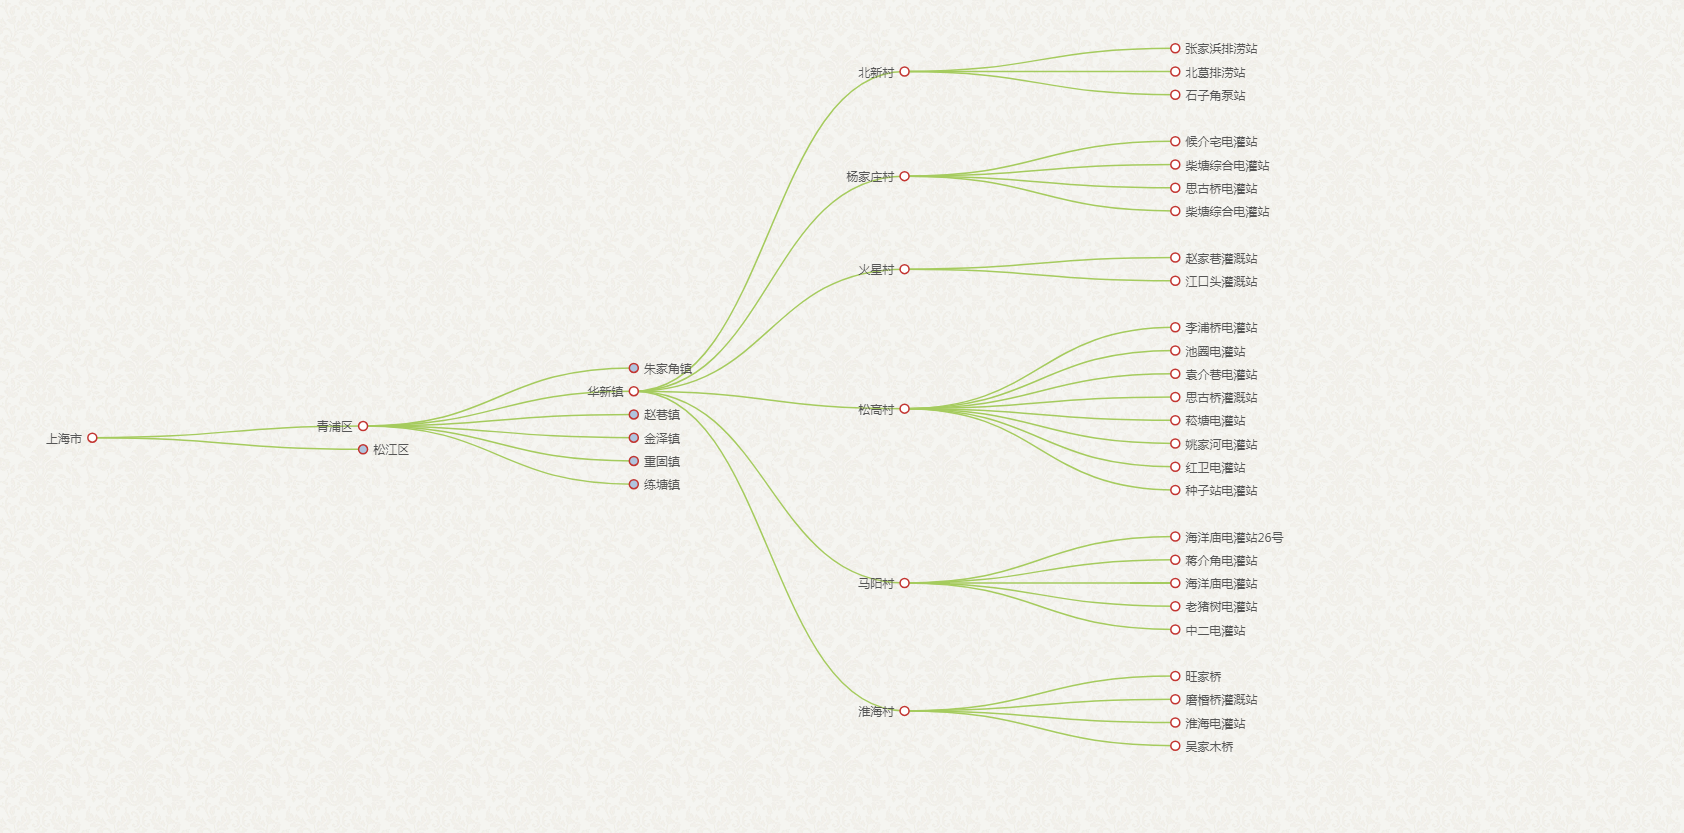 上海市
青浦区
松江区
朱家角镇
华新镇
赵巷镇
金泽镇
重固镇
练塘镇
北新村
张家浜排涝站
北葛排涝站
石子角泵站
杨家庄村
候介宅电灌站
柴塘综合电灌站
思古桥电灌站
柴塘综合电灌站
火星村
赵家巷灌溉站
江口头灌溉站
松高村
李浦桥电灌站
池圆电灌站
袁介巷电灌站
思古桥灌溉站
菘塘电灌站
姚家河电灌站
红卫电灌站
种子站电灌站
马阳村
海洋庙电灌站26号
蒋介角电灌站
海洋庙电灌站
老猪树电灌站
中二电灌站
淮海村
旺家桥
淮海电灌站
吴家木桥